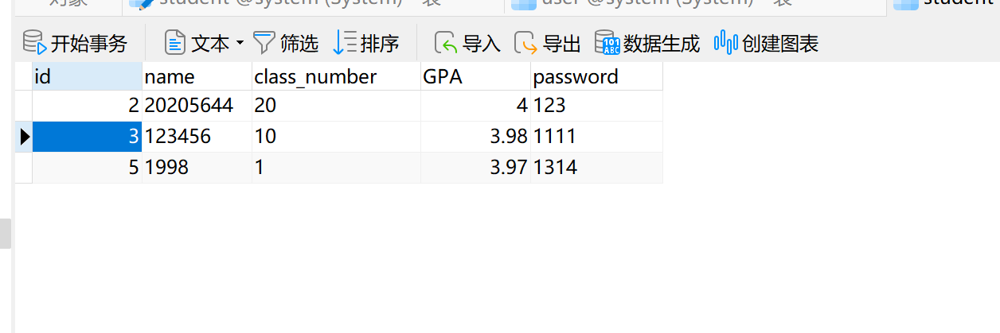 对象 student @system (System) - 表 user @system (System) - 表 student
开始事务 文本 筛选 排序 导入 导出 数据生成 创建图表
id name class_number GPA password
2 20205644 20 4 123
3 123456 10 3.98 1111
5 1998 1 3.97 1314